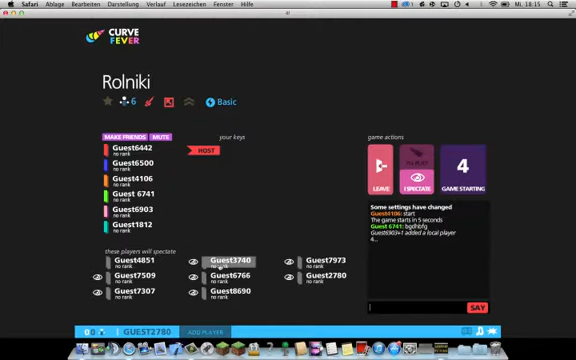 Safari Ablage Bearbeiten Darstellung Verlauf Lesezeichen Fenster Hilfe
Mi. 18:15
CURVE
FEVER
Rolniki
6
Basic
MAKE FRIENDS MUTE
your keys
game actions
Guest6442
no rank
HOST
Guest6500
no rank
Guest4106
no rank
Guest 6741
no rank
Guest6903
no rank
Guest1812
no rank
LEAVE
I SPECTATE
4
GAME STARTING
Some settings have changed
Guest4106: start
The game starts in 5 seconds
Guest 6741: bgdhbfg
Guest6903+1 added a local player
4...
these players will spectate
Guest4851
no rank
Guest3740
no rank
Guest7973
no rank
Guest7509
no rank
Guest6766
no rank
Guest2780
no rank
Guest7307
no rank
Guest8690
no rank
SAY
GUEST2780
ADD PLAYER